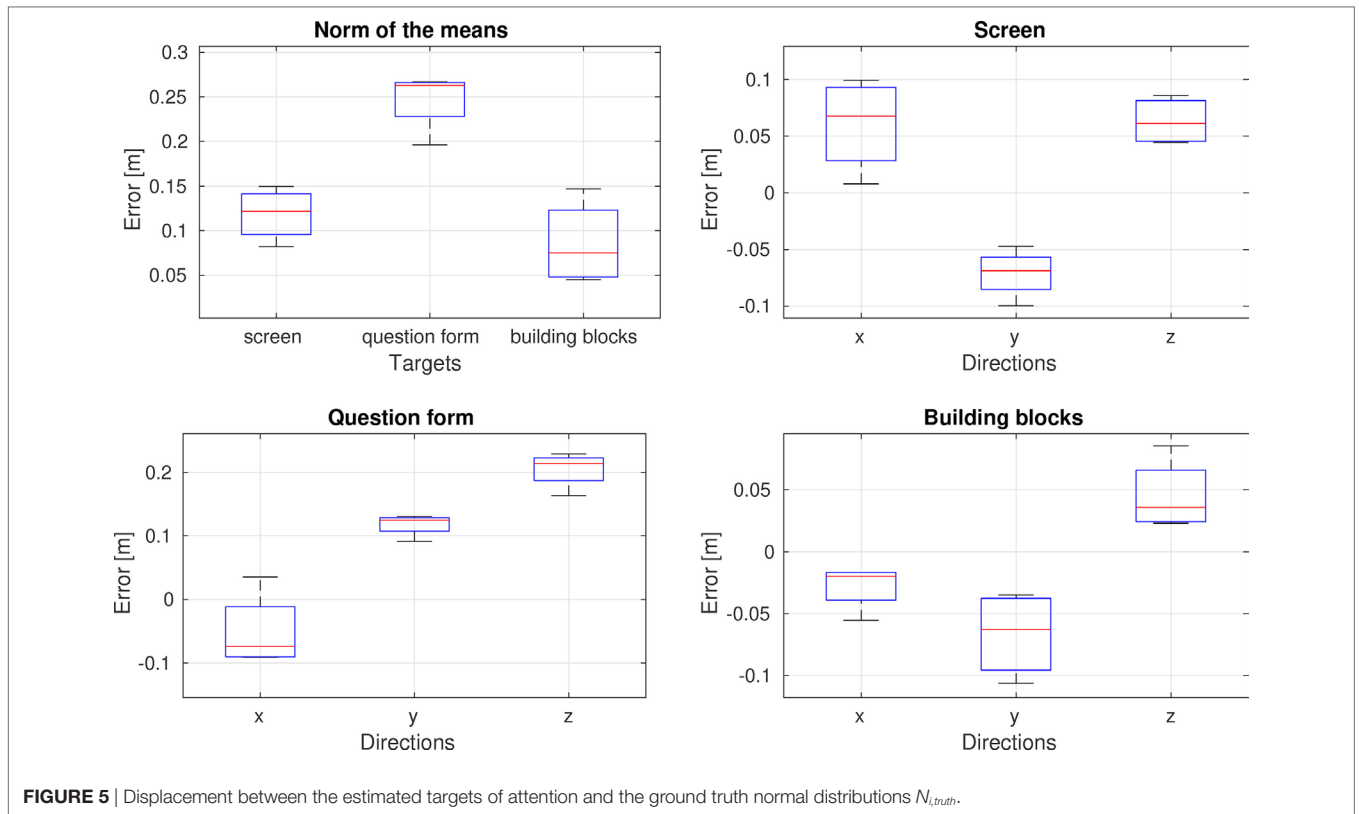 Norm of the means
0.3
0.25
0.2
0.15
0.1
0.05
Error [m]
screen question form building blocks
Targets
Screen
0.1
0.05
0
-0.05
-0.1
Error [m]
x y z
Directions
Question form
0.2
0.1
0
-0.1
Error [m]
x y z
Directions
Building blocks
0.05
0
-0.05
-0.1
Error [m]
x y z
Directions
FIGURE 5 | Displacement between the estimated targets of attention and the ground truth normal distributions N_{i,truth}.